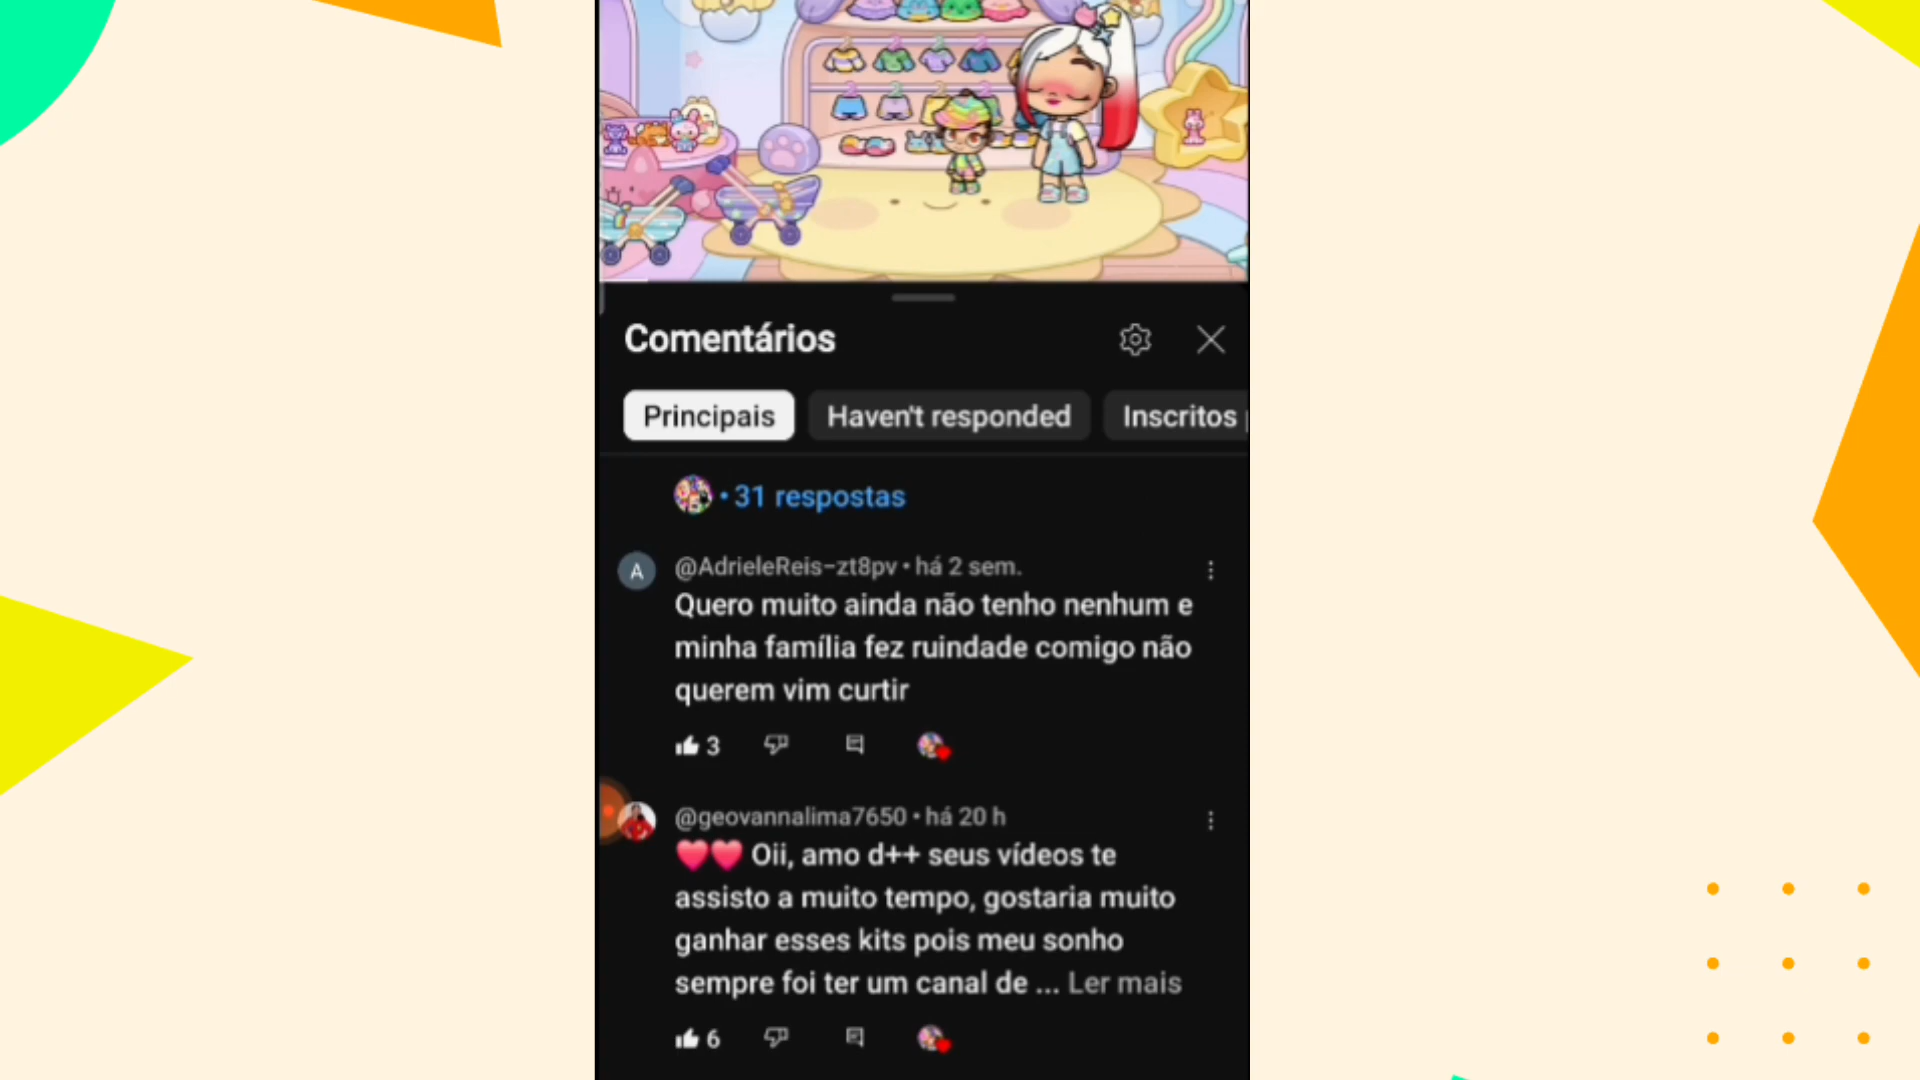 Comentários
Principais
Haven't responded
Inscritos
• 31 respostas
A
@AdrieleReis-zt8pv • há 2 sem.
Quero muito ainda não tenho nenhum e
minha família fez ruindade comigo não
querem vim curtir
3
@geovannalima7650 • há 20 h
❤️❤️ Oii, amo d++ seus vídeos te
assisto a muito tempo, gostaria muito
ganhar esses kits pois meu sonho
sempre foi ter um canal de ... Ler mais
6